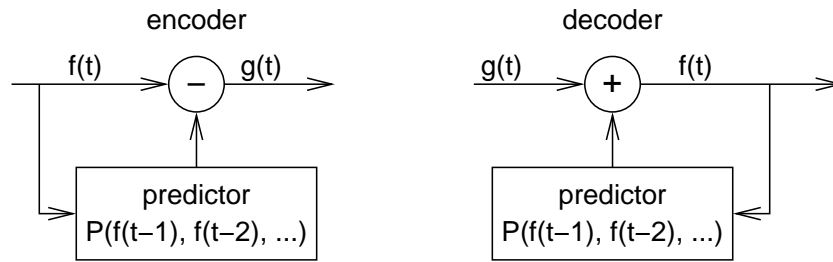 encoder
decoder
f(t)
−
g(t)
g(t)
+
f(t)
predictor
P(f(t−1), f(t−2), ...)
predictor
P(f(t−1), f(t−2), ...)